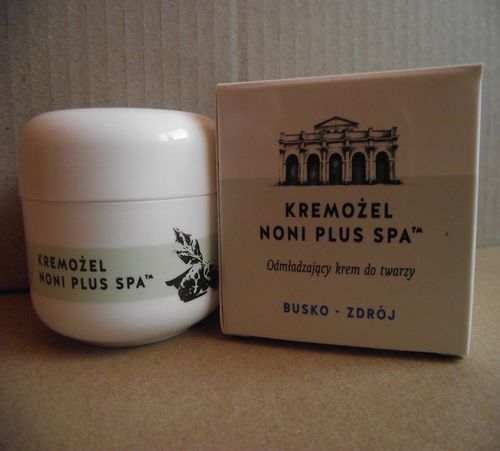 KREMOŻEL
NONI PLUS SPA™
KREMOŻEL
NONI PLUS SPA™
Odmładzający krem do twarzy
BUSKO - ZDRÓJ